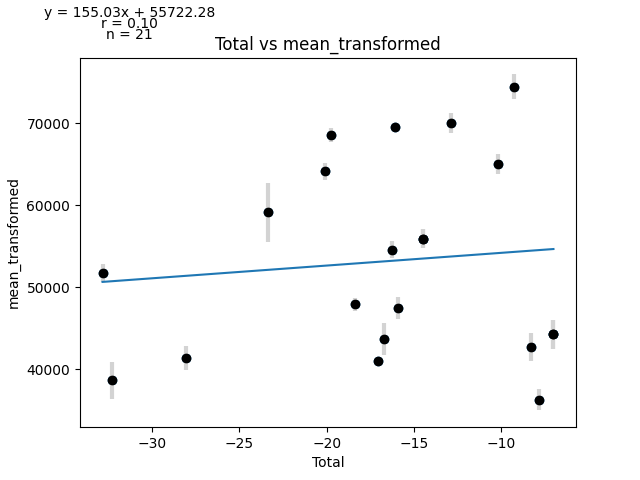 y = 155.03x + 55722.28
r = 0.10
n = 21
Total vs mean_transformed
70000
60000
50000
40000
mean_transformed
−30
−25
−20
−15
−10
Total